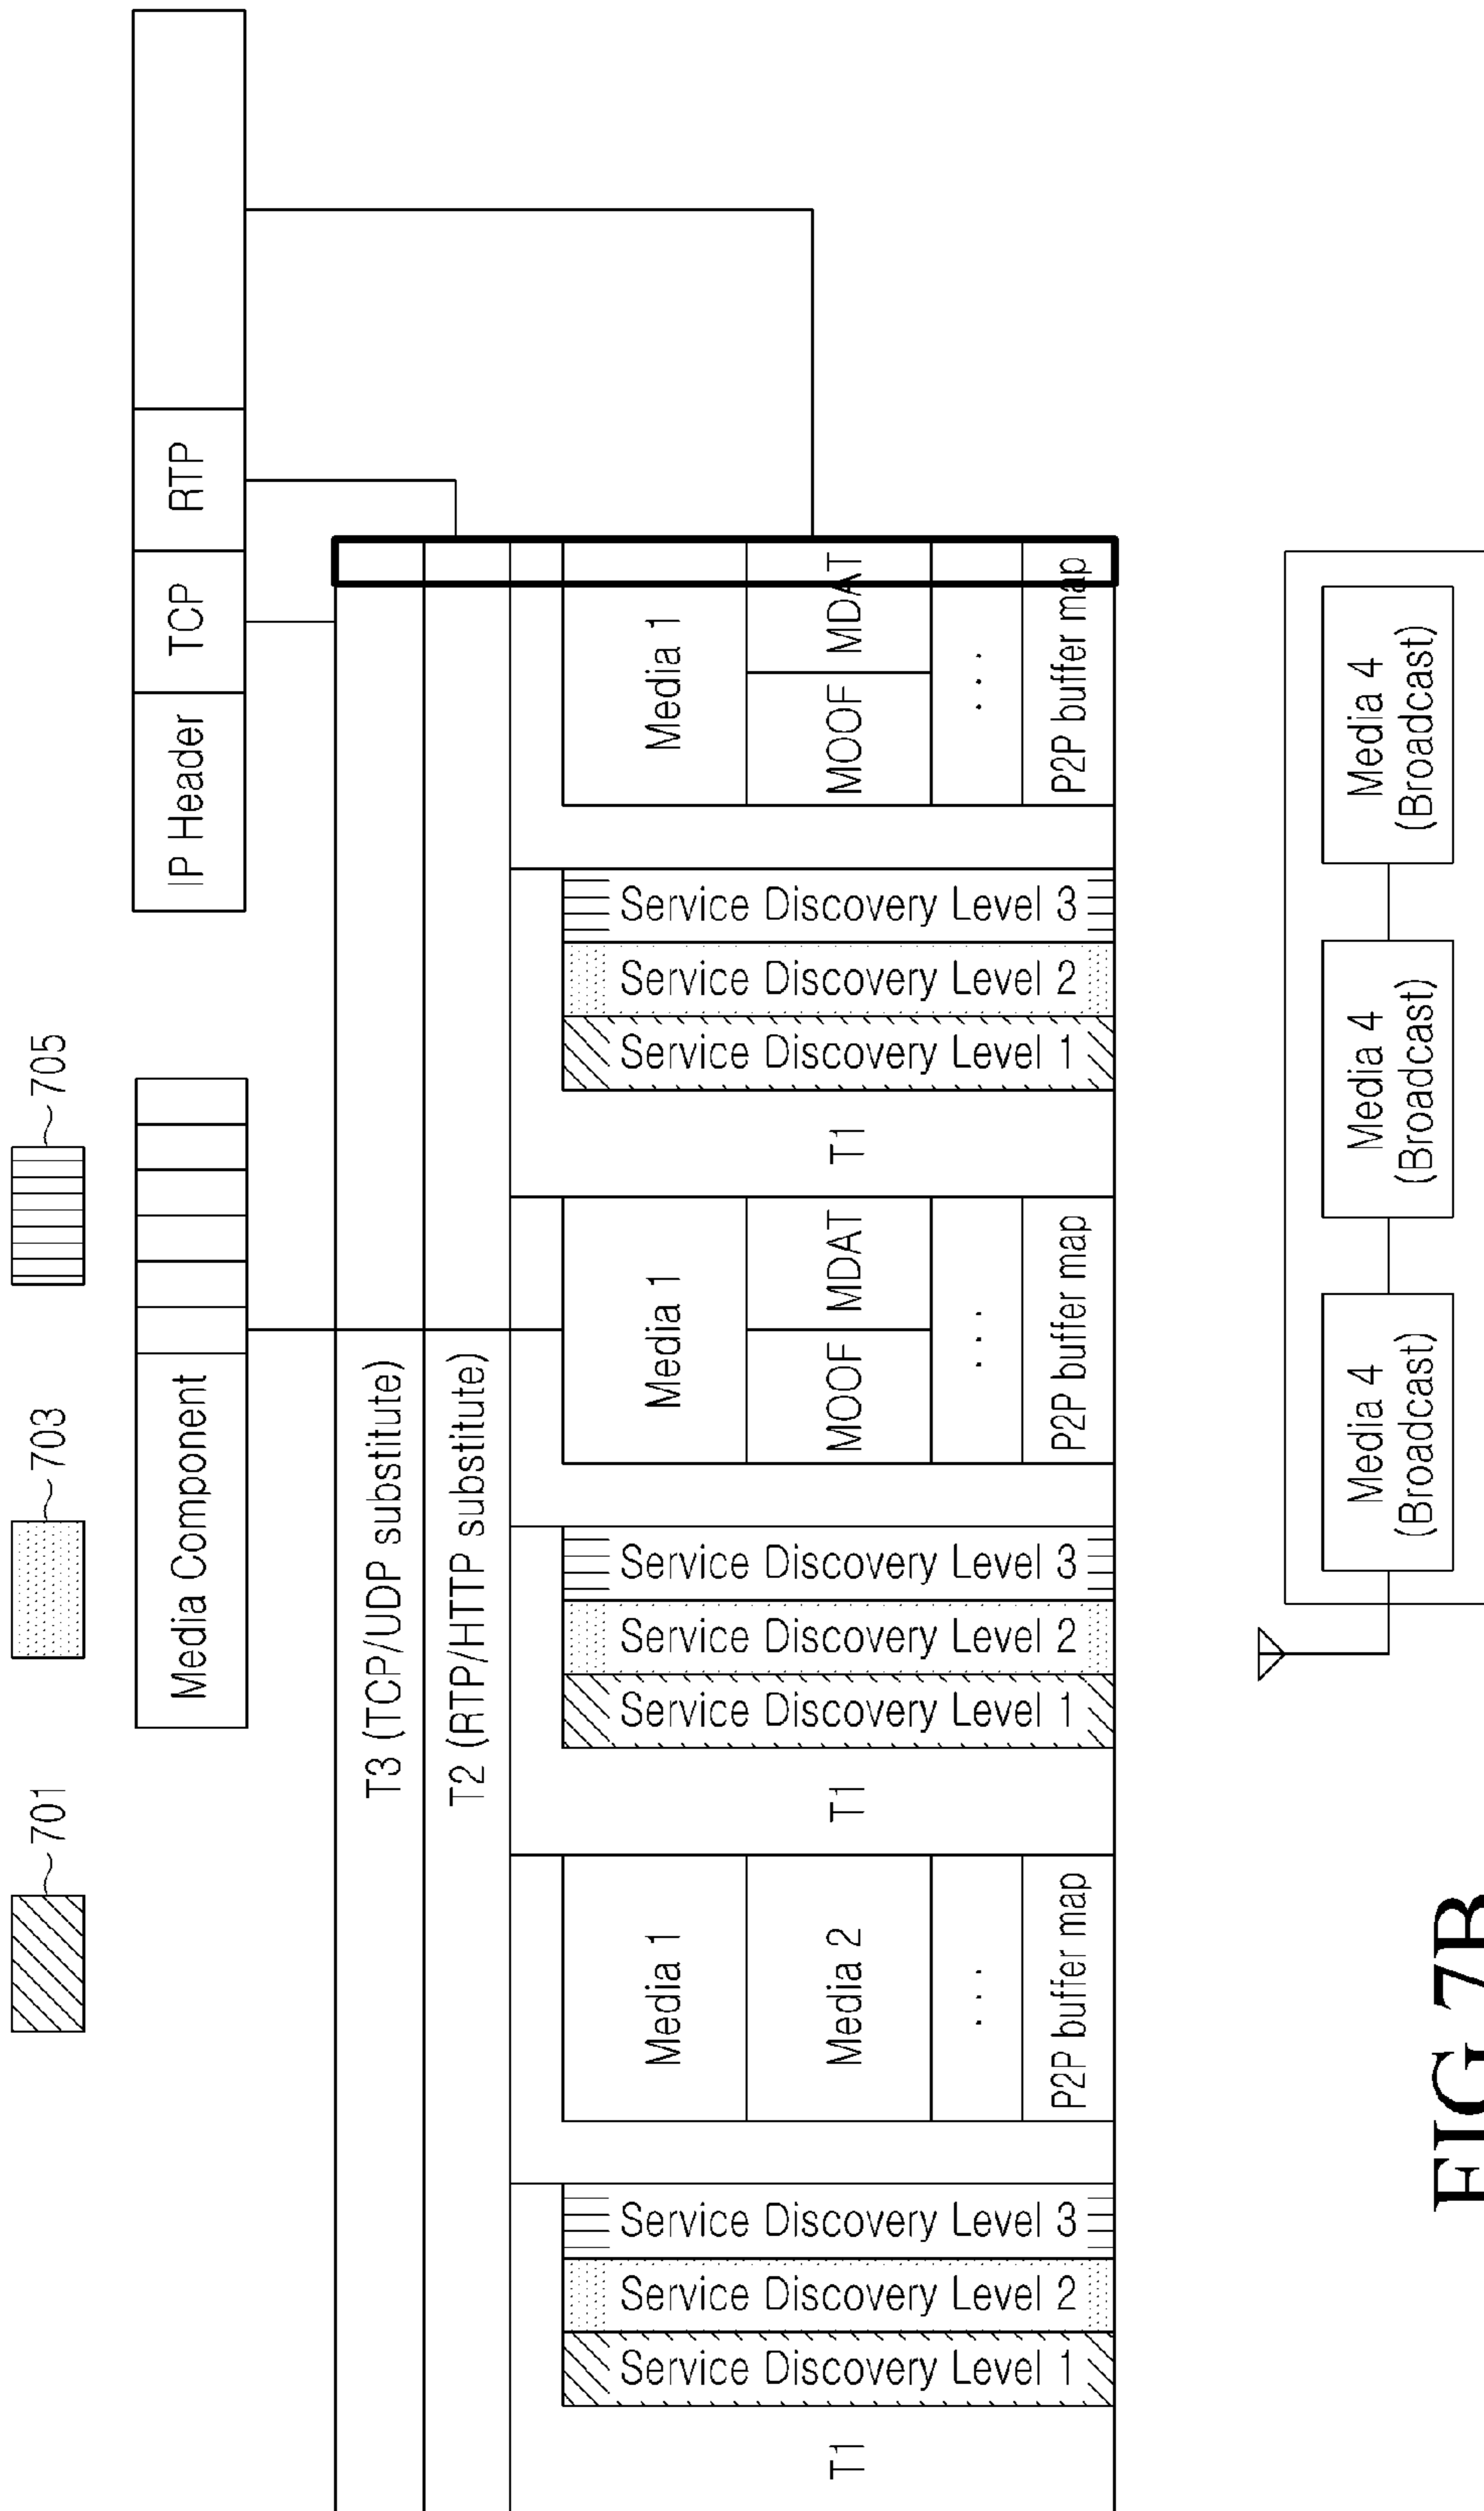 701
703
705
Media Component
IP Header
TCP
RTP
T3 (TCP/UDP substitute)
T2 (RTP/HTTP substitute)
T1
Service Discovery Level 1
Service Discovery Level 2
Service Discovery Level 3
Media 1
Media 2
...
P2P buffer map
T1
Service Discovery Level 1
Service Discovery Level 2
Service Discovery Level 3
Media 1
MOOF
MDAT
...
P2P buffer map
T1
Service Discovery Level 1
Service Discovery Level 2
Service Discovery Level 3
Media 1
MOOF
MDAT
...
P2P buffer map
Media 4
(Broadcast)
Media 4
(Broadcast)
Media 4
(Broadcast)
FIG. 7B